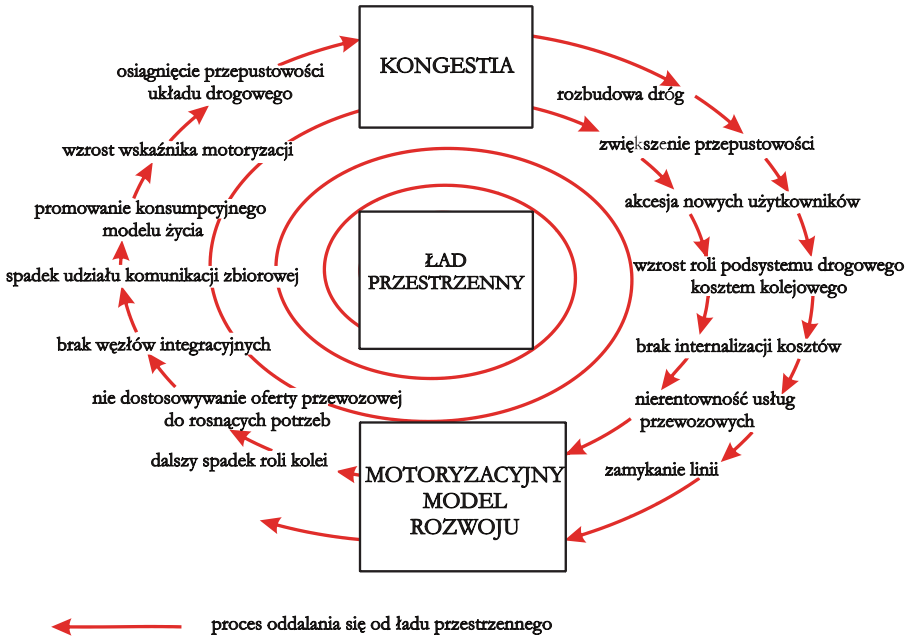 KONGESTIA
rozbudowa dróg
zwiększenie przepustowości
akcesja nowych użytkowników
wzrost roli podsystemu drogowego
kosztem kolejowego
brak internalizacji kosztów
nierentowność usług
przewozowych
zamykanie linii
MOTORYZACYJNY
MODEL
ROZWOJU
dalszy spadek roli kolei
nie dostosowywanie oferty przewozowej
do rosnących potrzeb
brak węzłów integracyjnych
spadek udziału komunikacji zbiorowej
promowanie konsumpcyjnego
modelu życia
wzrost wskaźnika motoryzacji
osiągnięcie przepustowości
układu drogowego
ŁAD
PRZESTRZENNY
proces oddalania się od ładu przestrzennego